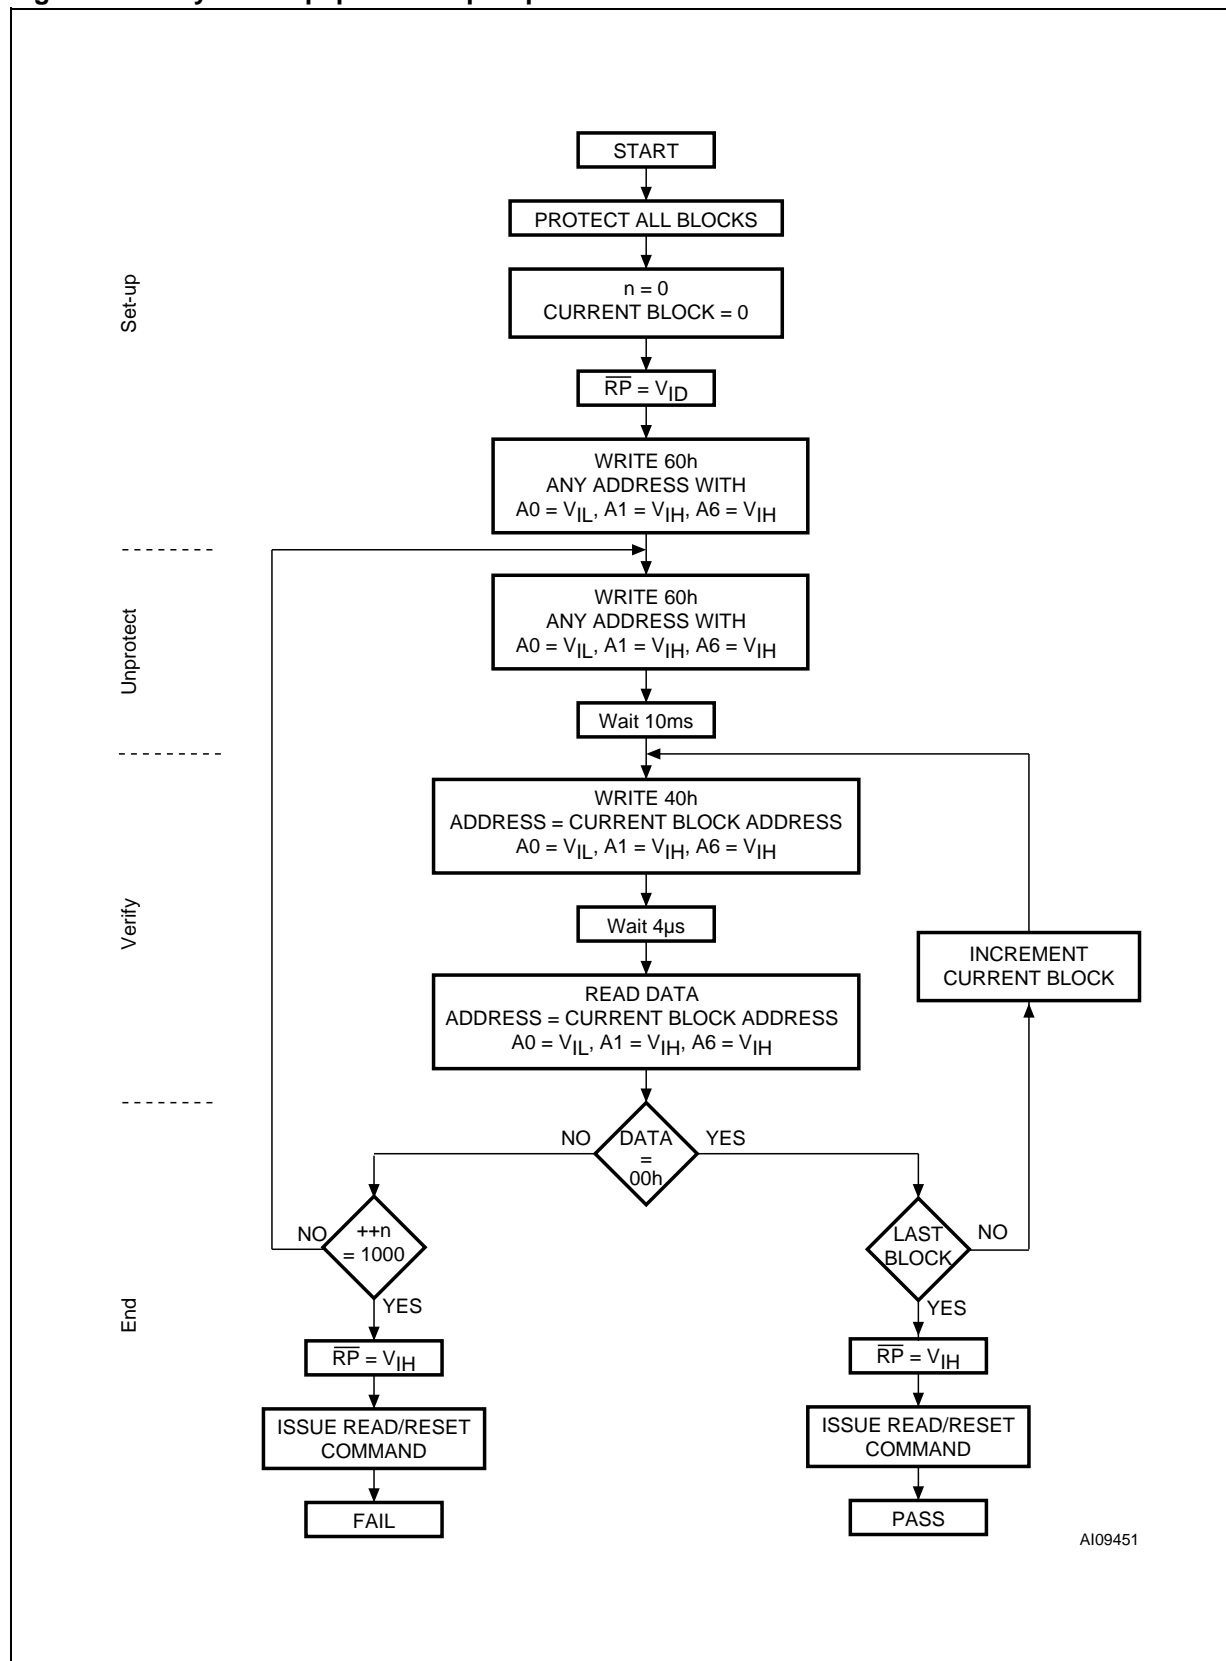 START
PROTECT ALL BLOCKS
Set-up
n = 0
CURRENT BLOCK = 0
RP = VID
WRITE 60h
ANY ADDRESS WITH
A0 = VIL, A1 = VIH, A6 = VIH
Unprotect
WRITE 60h
ANY ADDRESS WITH
A0 = VIL, A1 = VIH, A6 = VIH
Wait 10ms
Verify
WRITE 40h
ADDRESS = CURRENT BLOCK ADDRESS
A0 = VIL, A1 = VIH, A6 = VIH
Wait 4µs
INCREMENT
CURRENT BLOCK
READ DATA
ADDRESS = CURRENT BLOCK ADDRESS
A0 = VIL, A1 = VIH, A6 = VIH
End
NO
DATA
=
00h
YES
NO
++n
= 1000
YES
LAST
BLOCK
NO
YES
RP = VIH
RP = VIH
ISSUE READ/RESET
COMMAND
ISSUE READ/RESET
COMMAND
FAIL
PASS
AI09451